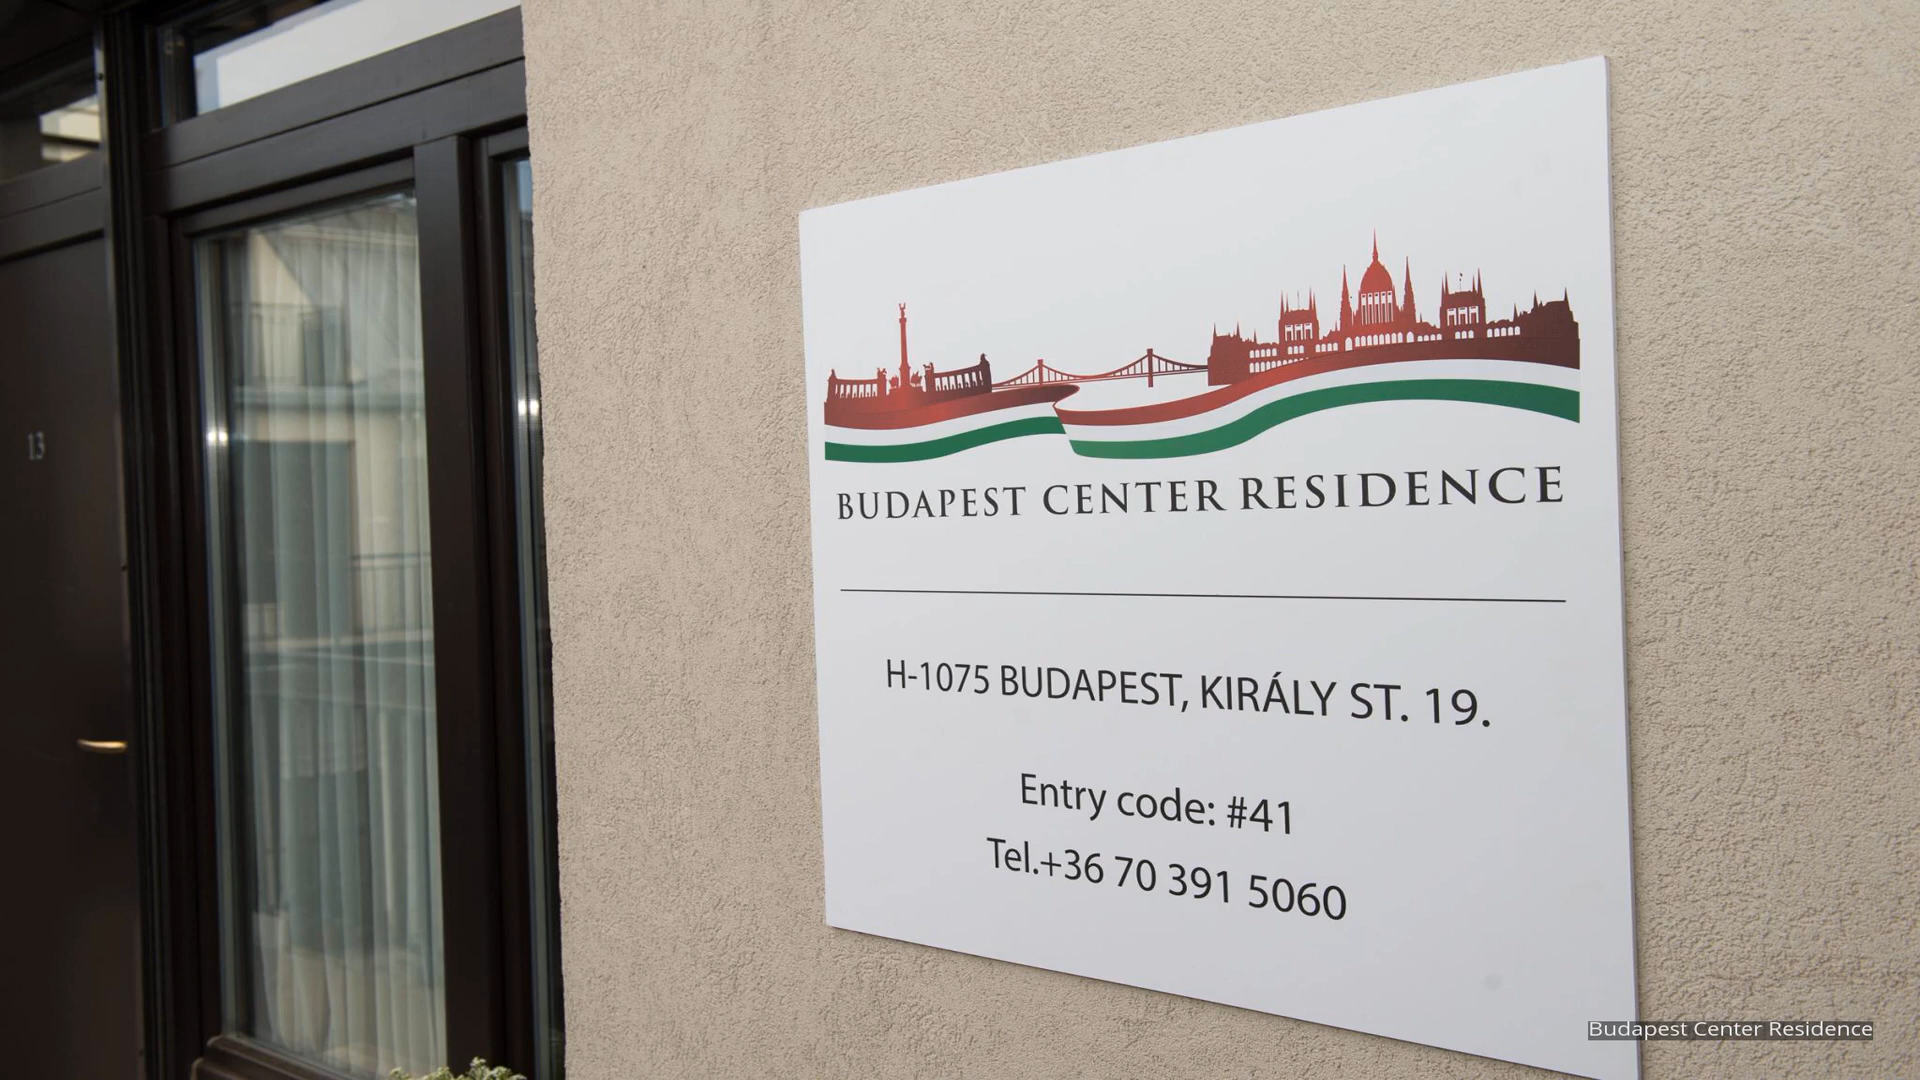 13
BUDAPEST CENTER RESIDENCE
H-1075 BUDAPEST, KIRÁLY ST. 19.
Entry code: #41
Tel.+36 70 391 5060
Budapest Center Residence